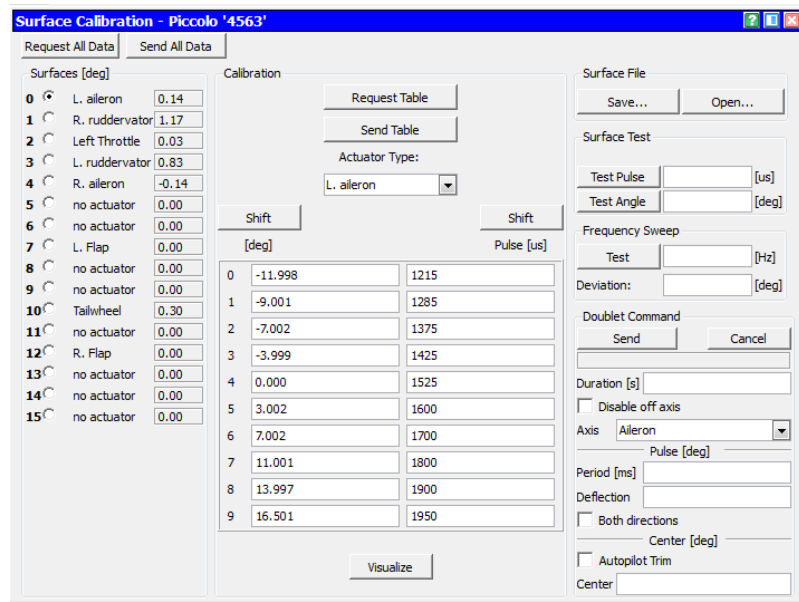 Surface Calibration - Piccolo '4563'
Request All Data Send All Data
Surfaces [deg]
0 L. aileron 0.14
1 R. ruddervator 1.17
2 Left Throttle 0.03
3 L. ruddervator 0.83
4 R. aileron -0.14
5 no actuator 0.00
6 no actuator 0.00
7 L. Flap 0.00
8 no actuator 0.00
9 no actuator 0.00
10 Tailwheel 0.30
11 no actuator 0.00
12 R. Flap 0.00
13 no actuator 0.00
14 no actuator 0.00
15 no actuator 0.00
Calibration
Request Table
Send Table
Actuator Type:
L. aileron
Shift Shift
[deg] Pulse [us]
0 -11.998 1215
1 -9.001 1285
2 -7.002 1375
3 -3.999 1425
4 0.000 1525
5 3.002 1600
6 7.002 1700
7 11.001 1800
8 13.997 1900
9 16.501 1950
Visualize
Surface File
Save... Open...
Surface Test
Test Pulse [us]
Test Angle [deg]
Frequency Sweep
Test [Hz]
Deviation: [deg]
Doublet Command
Send Cancel
Duration [s]
Disable off axis
Axis Aileron
Pulse [deg]
Period [ms]
Deflection
Both directions
Center [deg]
Autopilot Trim
Center